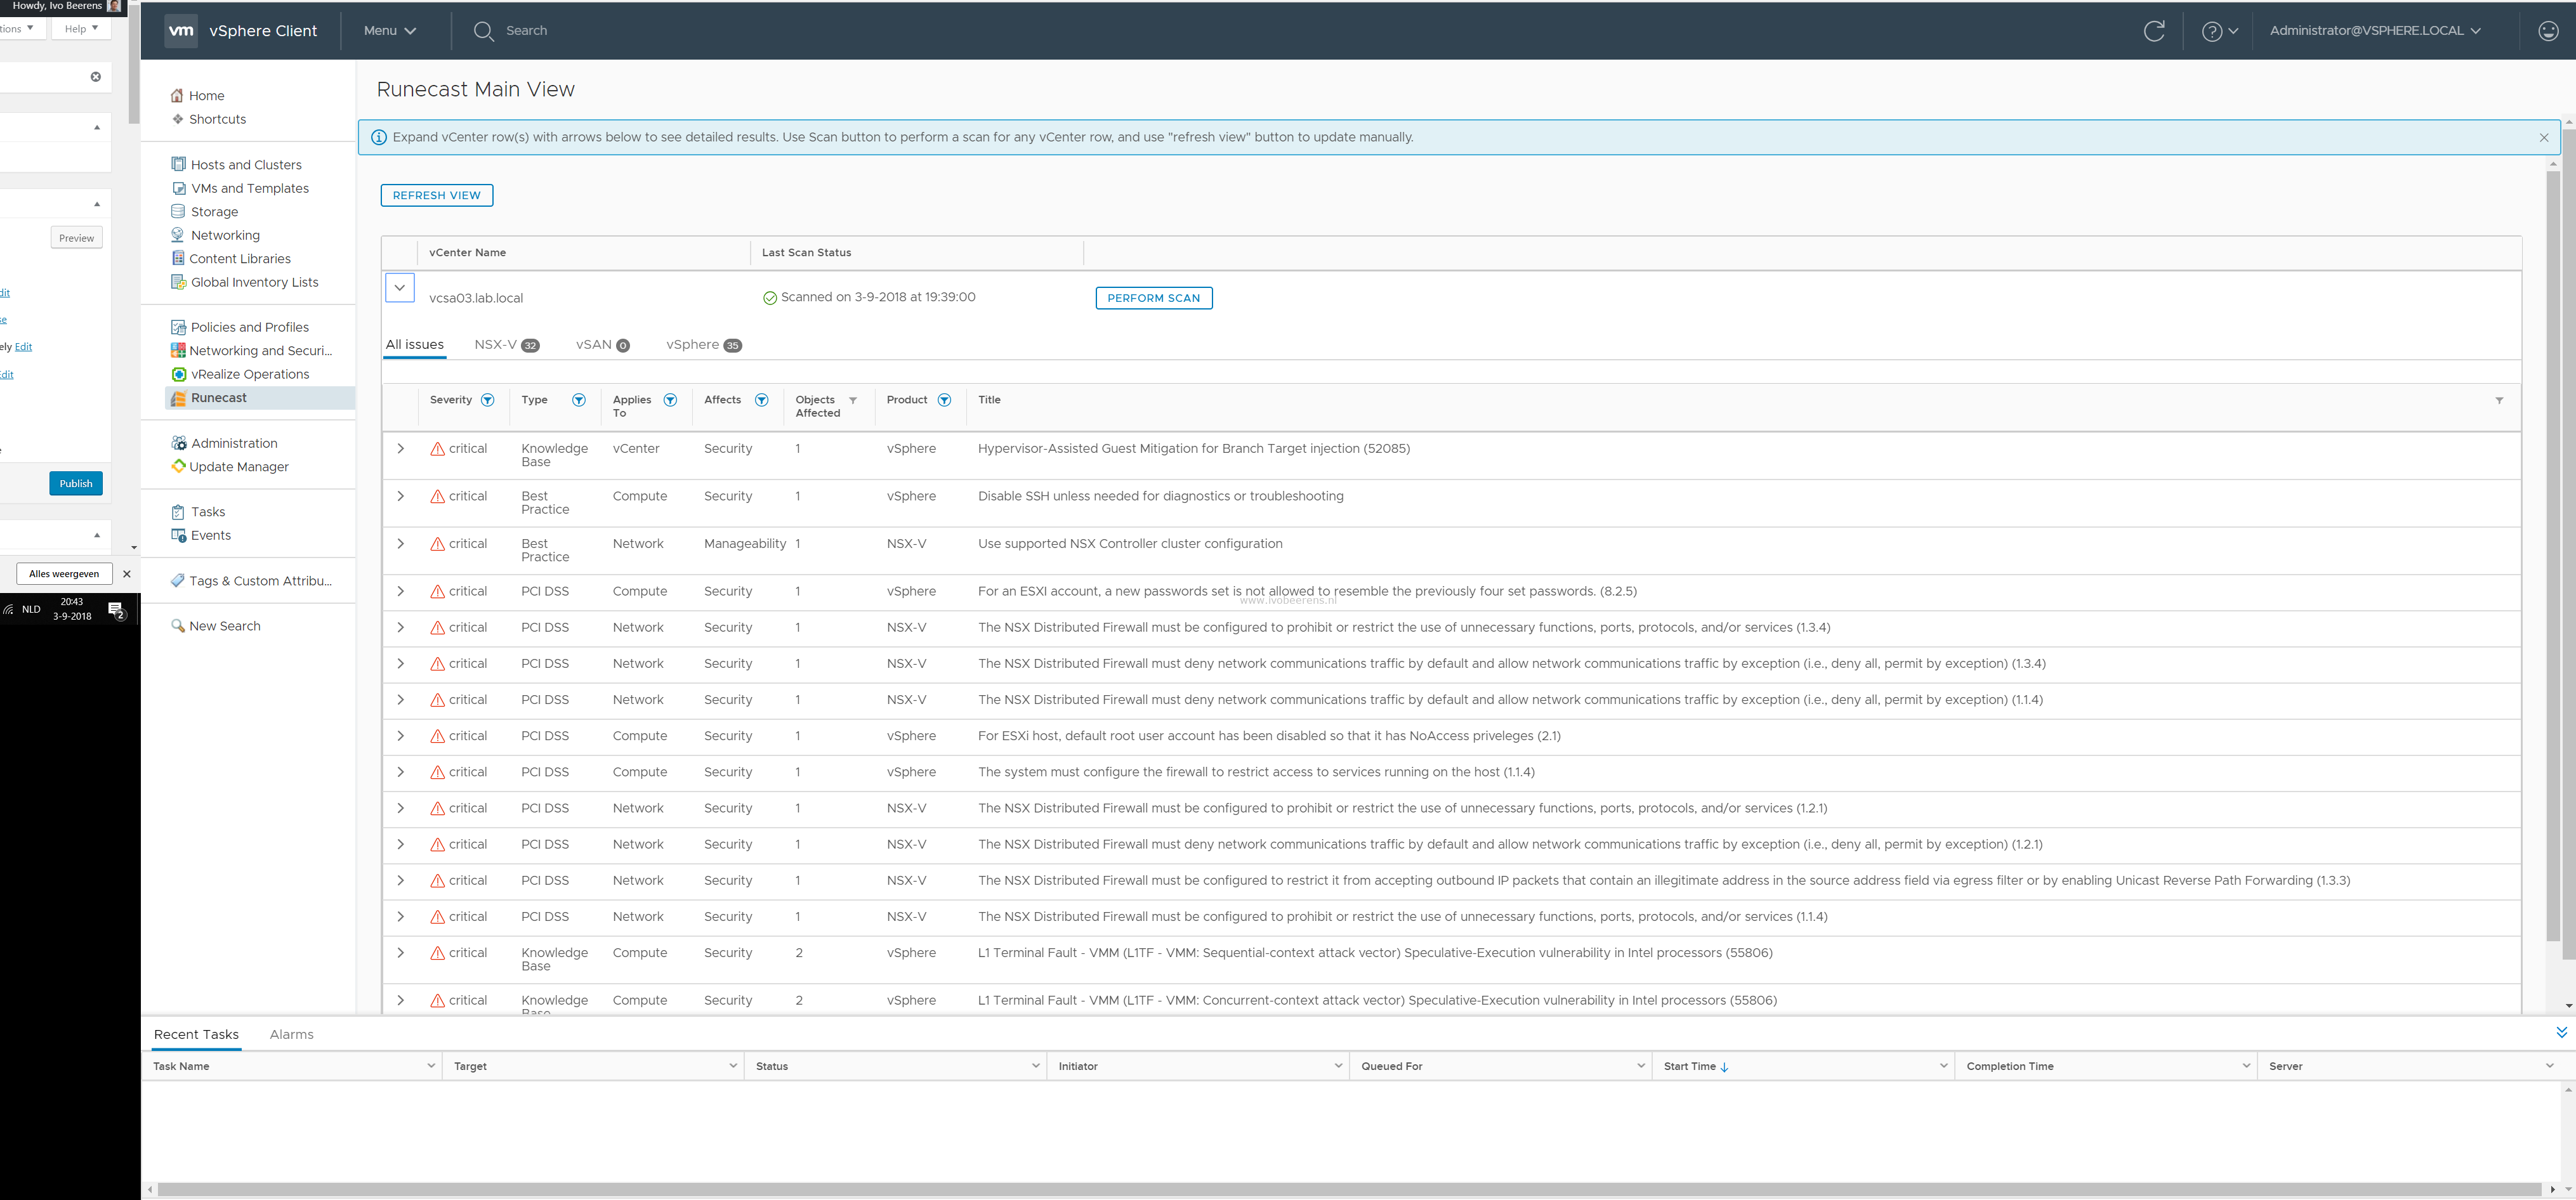 Howdy, Ivo Beerens
tions
Help
Preview
dit
se
ely Edit
Edit
e
Publish
Alles weergeven
NLD
20:43
3-9-2018
2
vm vSphere Client
Menu
Search
Administrator@VSPHERE.LOCAL
Home
Shortcuts
Hosts and Clusters
VMs and Templates
Storage
Networking
Content Libraries
Global Inventory Lists
Policies and Profiles
Networking and Securi...
vRealize Operations
Runecast
Administration
Update Manager
Tasks
Events
Tags & Custom Attribu...
New Search
Runecast Main View
Expand vCenter row(s) with arrows below to see detailed results. Use Scan button to perform a scan for any vCenter row, and use "refresh view" button to update manually.
REFRESH VIEW
vCenter Name Last Scan Status
vcsa03.lab.local Scanned on 3-9-2018 at 19:39:00 PERFORM SCAN
All issues NSX-V 32 vSAN 0 vSphere 35
Severity Type Applies To Affects Objects Affected Product Title
critical Knowledge Base vCenter Security 1 vSphere Hypervisor-Assisted Guest Mitigation for Branch Target injection (52085)
critical Best Practice Compute Security 1 vSphere Disable SSH unless needed for diagnostics or troubleshooting
critical Best Practice Network Manageability 1 NSX-V Use supported NSX Controller cluster configuration
critical PCI DSS Compute Security 1 vSphere For an ESXI account, a new passwords set is not allowed to resemble the previously four set passwords. (8.2.5)
www.ivobeerens.nl
critical PCI DSS Network Security 1 NSX-V The NSX Distributed Firewall must be configured to prohibit or restrict the use of unnecessary functions, ports, protocols, and/or services (1.3.4)
critical PCI DSS Network Security 1 NSX-V The NSX Distributed Firewall must deny network communications traffic by default and allow network communications traffic by exception (i.e., deny all, permit by exception) (1.3.4)
critical PCI DSS Network Security 1 NSX-V The NSX Distributed Firewall must deny network communications traffic by default and allow network communications traffic by exception (i.e., deny all, permit by exception) (1.1.4)
critical PCI DSS Compute Security 1 vSphere For ESXi host, default root user account has been disabled so that it has NoAccess priveleges (2.1)
critical PCI DSS Compute Security 1 vSphere The system must configure the firewall to restrict access to services running on the host (1.1.4)
critical PCI DSS Network Security 1 NSX-V The NSX Distributed Firewall must be configured to prohibit or restrict the use of unnecessary functions, ports, protocols, and/or services (1.2.1)
critical PCI DSS Network Security 1 NSX-V The NSX Distributed Firewall must deny network communications traffic by default and allow network communications traffic by exception (i.e., deny all, permit by exception) (1.2.1)
critical PCI DSS Network Security 1 NSX-V The NSX Distributed Firewall must be configured to restrict it from accepting outbound IP packets that contain an illegitimate address in the source address field via egress filter or by enabling Unicast Reverse Path Forwarding (1.3.3)
critical PCI DSS Network Security 1 NSX-V The NSX Distributed Firewall must be configured to prohibit or restrict the use of unnecessary functions, ports, protocols, and/or services (1.1.4)
critical Knowledge Base Compute Security 2 vSphere L1 Terminal Fault - VMM (L1TF - VMM: Sequential-context attack vector) Speculative-Execution vulnerability in Intel processors (55806)
critical Knowledge Base Compute Security 2 vSphere L1 Terminal Fault - VMM (L1TF - VMM: Concurrent-context attack vector) Speculative-Execution vulnerability in Intel processors (55806)
Recent Tasks Alarms
Task Name Target Status Initiator Queued For Start Time Completion Time Server